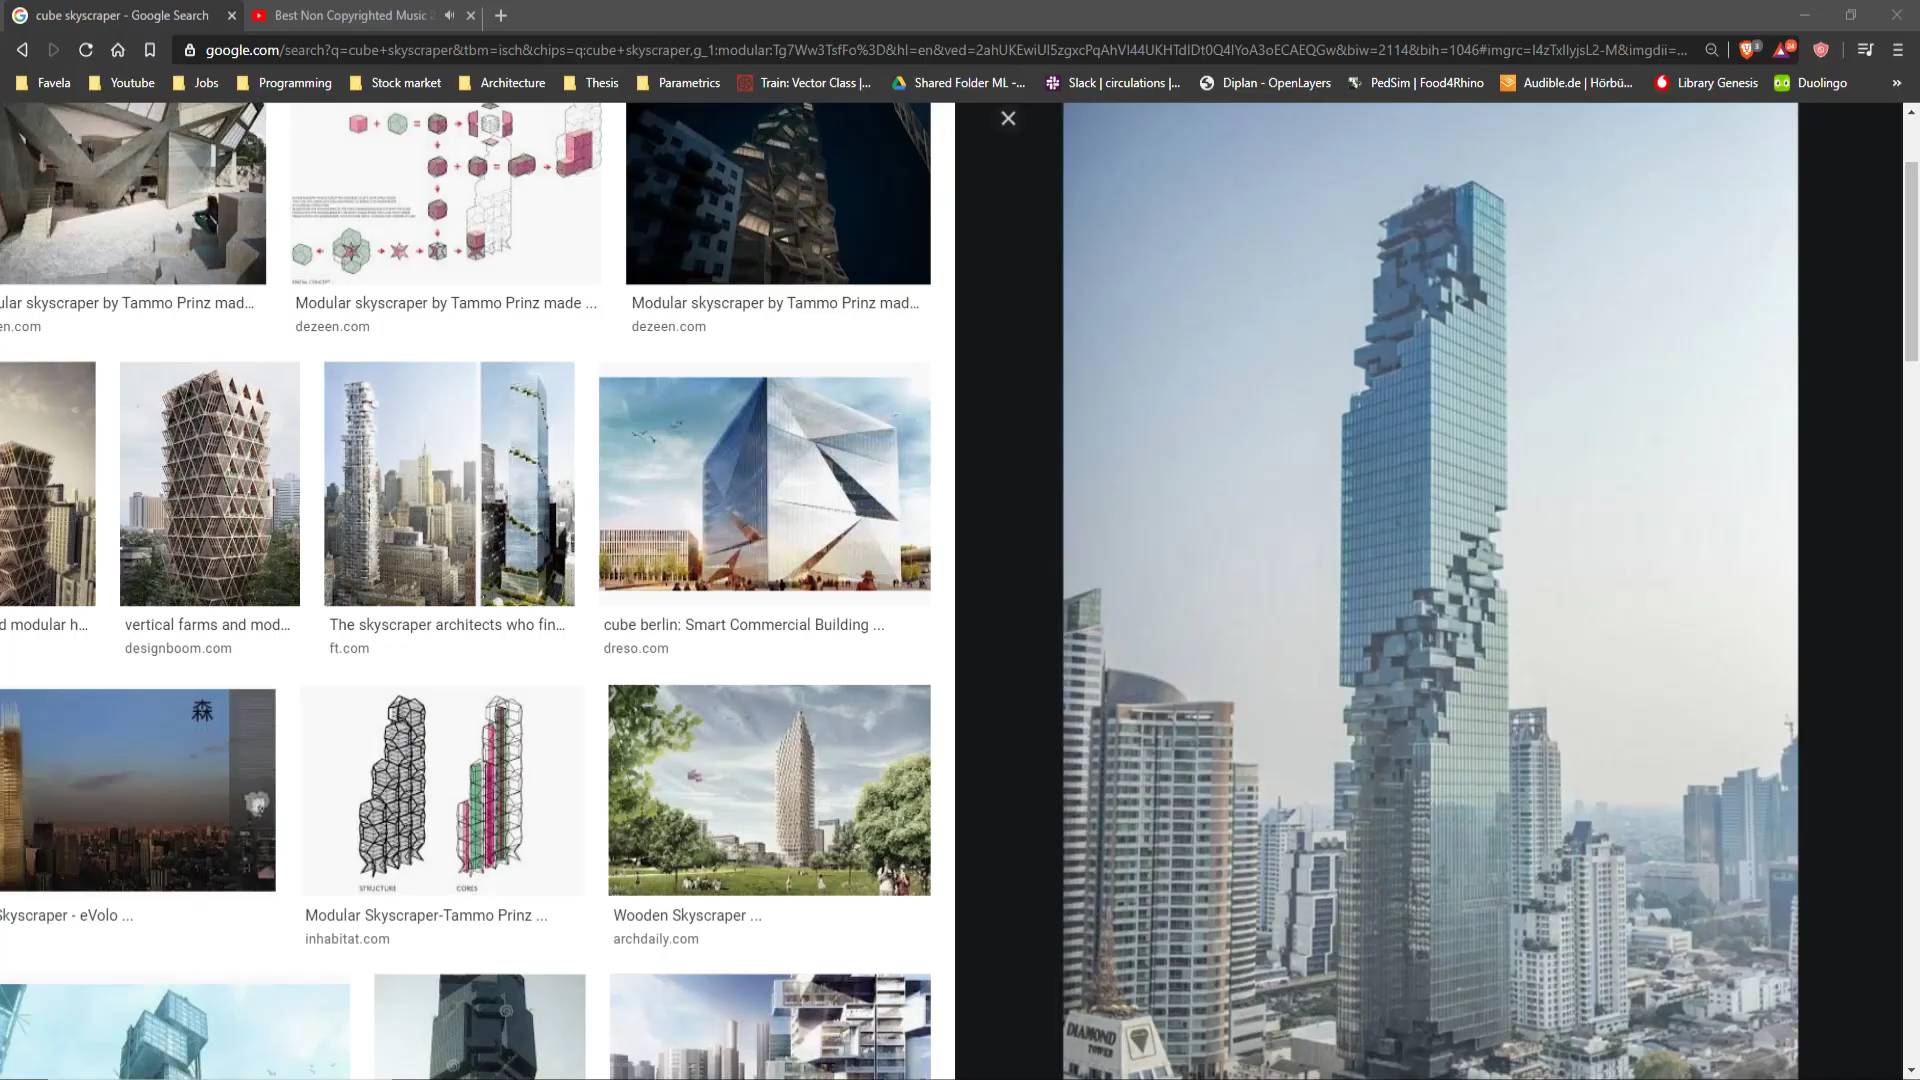 cube skyscraper - Google Search
Best Non Copyrighted Music 2
google.com/search?q=cube+skyscraper&tbm=isch&chips=q:cube+skyscraper,g_1:modular:Tg7Ww3TsfFo%3D&hl=en&ved=2ahUKEwiUl5zgxcPqAhVI44UKHTdIDt0Q4lYoA3oECAEQGw&biw=2114&bih=1046#imgrc=I4zTxIlyjsL2-M&imgdii=...
Favela
Youtube
Jobs
Programming
Stock market
Architecture
Thesis
Parametrics
Train: Vector Class |...
Shared Folder ML -...
Slack | circulations |...
Diplan - OpenLayers
PedSim | Food4Rhino
Audible.de | Hörbü...
Library Genesis
Duolingo
»
ular skyscraper by Tammo Prinz mad...
en.com
Modular skyscraper by Tammo Prinz made ...
dezeen.com
Modular skyscraper by Tammo Prinz mad...
dezeen.com
d modular h...
vertical farms and mod...
designboom.com
The skyscraper architects who fin...
ft.com
cube berlin: Smart Commercial Building ...
dreso.com
森
STRUCTURE
CORES
Skyscraper - eVolo ...
Modular Skyscraper-Tammo Prinz ...
inhabitat.com
Wooden Skyscraper ...
archdaily.com
DIAMOND
TOWER